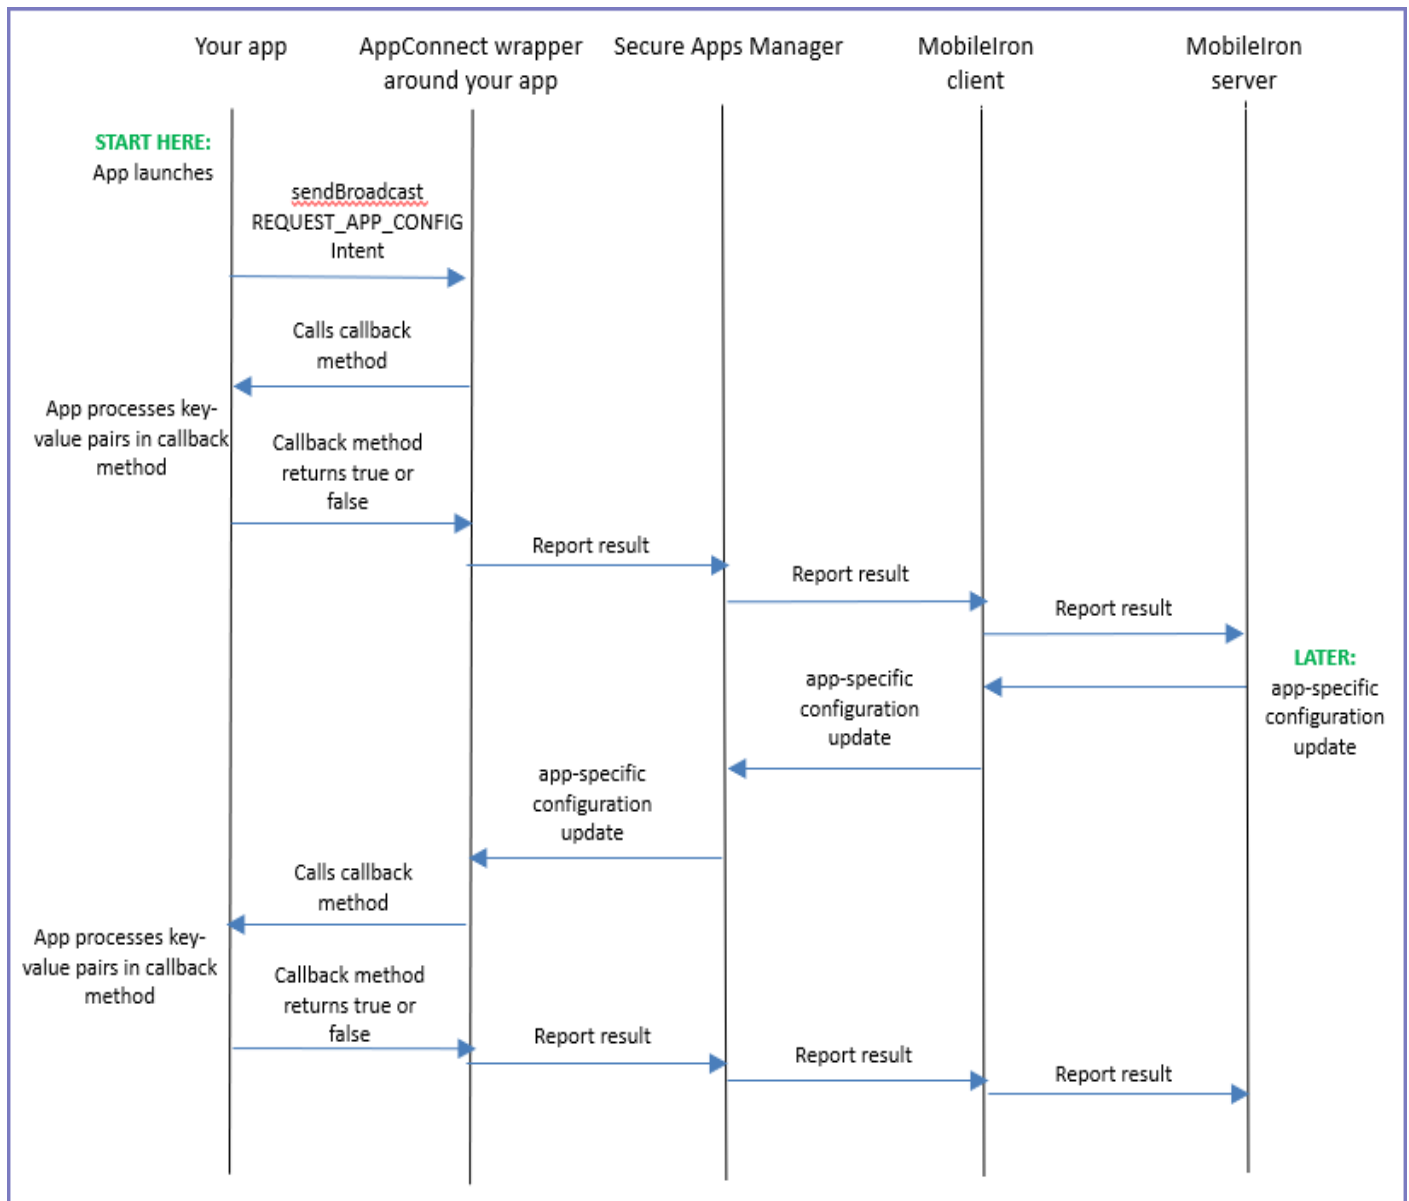 Your app
AppConnect wrapper
around your app
Secure Apps Manager
MobileIron
client
MobileIron
server
START HERE:
App launches
sendBroadcast
REQUEST_APP_CONFIG
Intent
Calls callback
method
App processes key-
value pairs in callback
method
Callback method
returns true or
false
Report result
Report result
Report result
LATER:
app-specific
configuration
update
app-specific
configuration
update
app-specific
configuration
update
Calls callback
method
App processes key-
value pairs in callback
method
Callback method
returns true or
false
Report result
Report result
Report result